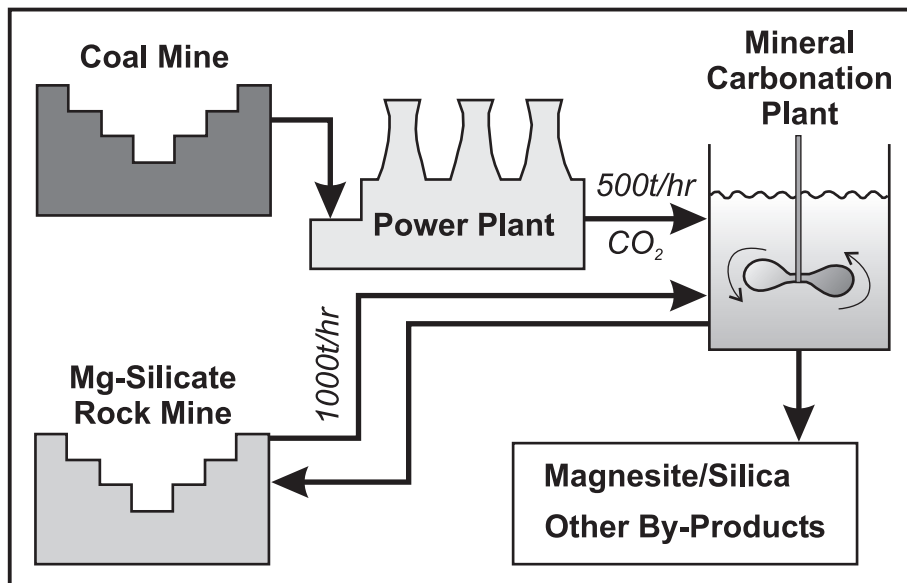 Coal Mine
Mineral
Carbonation
Plant
500t/hr
Power Plant
CO₂
1000t/hr
Mg-Silicate
Rock Mine
Magnesite/Silica
Other By-Products